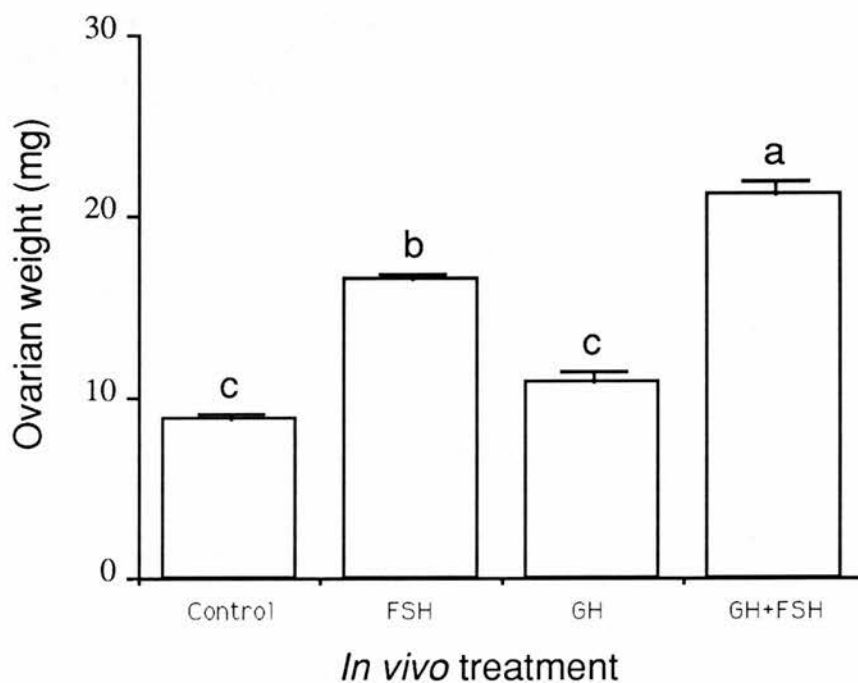 30
20
10
0
Ovarian weight (mg)
c
b
c
a
Control FSH GH GH+FSH
In vivo treatment